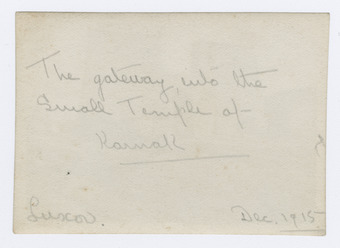 The gateway into the
Small Temple of
Karnak
Luxor. Dec. 1915.